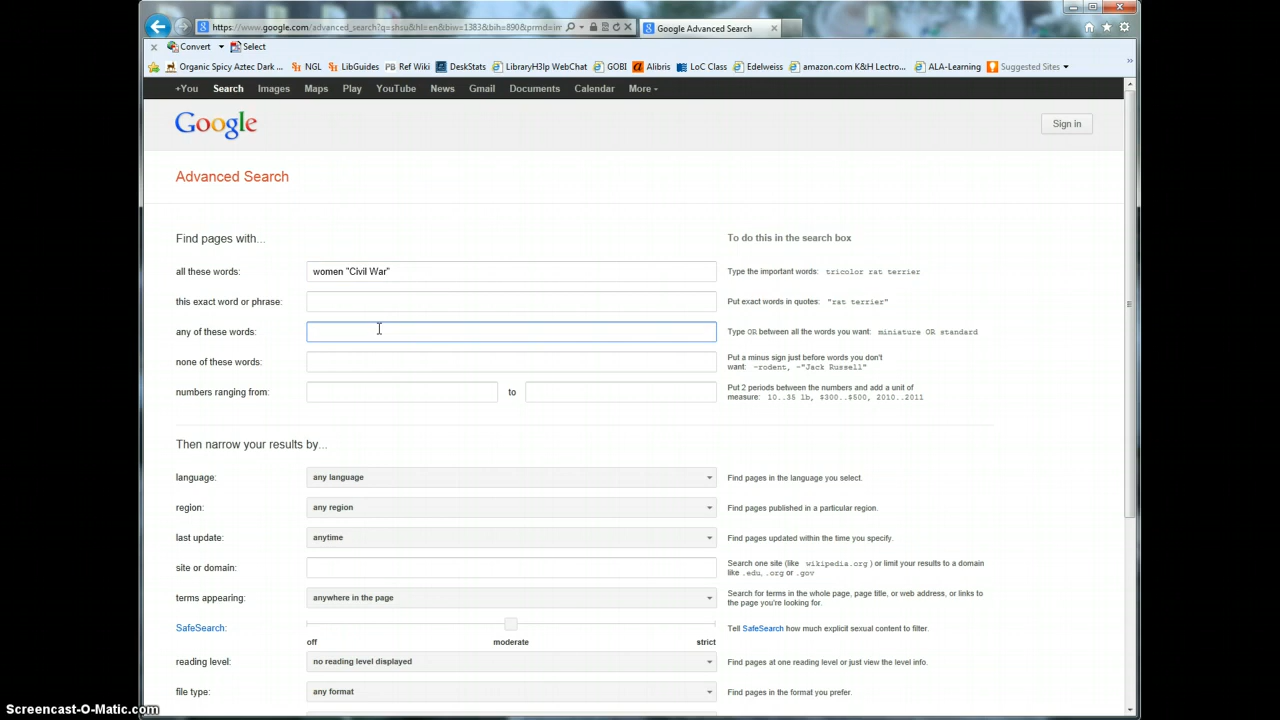 https://www.google.com/advanced_search?q=shsu&hl=en&biw=1383&bih=890&prmd=im
Google Advanced Search
Convert Select
Organic Spicy Aztec Dark ... NGL LibGuides Ref Wiki DeskStats LibraryH3lp WebChat GOBI Alibris LoC Class Edelweiss amazon.com K&H Lectro... ALA-Learning Suggested Sites
+You Search Images Maps Play YouTube News Gmail Documents Calendar More
Google
Sign in
Advanced Search
Find pages with...
To do this in the search box
all these words: women "Civil War" Type the important words: tricolor rat terrier
this exact word or phrase: Put exact words in quotes: "rat terrier"
any of these words: Type OR between all the words you want: miniature OR standard
none of these words: Put a minus sign just before words you don't
want: -rodent, -"Jack Russell"
numbers ranging from: to Put 2 periods between the numbers and add a unit of
measure: 10..35 lb, $300..$500, 2010..2011
Then narrow your results by...
language: any language Find pages in the language you select.
region: any region Find pages published in a particular region.
last update: anytime Find pages updated within the time you specify.
site or domain: Search one site (like wikipedia.org ) or limit your results to a domain
like .edu, .org or .gov
terms appearing: anywhere in the page Search for terms in the whole page, page title, or web address, or links to
the page you're looking for.
SafeSearch: Tell SafeSearch how much explicit sexual content to filter.
off moderate strict
reading level: no reading level displayed Find pages at one reading level or just view the level info.
file type: any format Find pages in the format you prefer.
Screencast-O-Matic.com